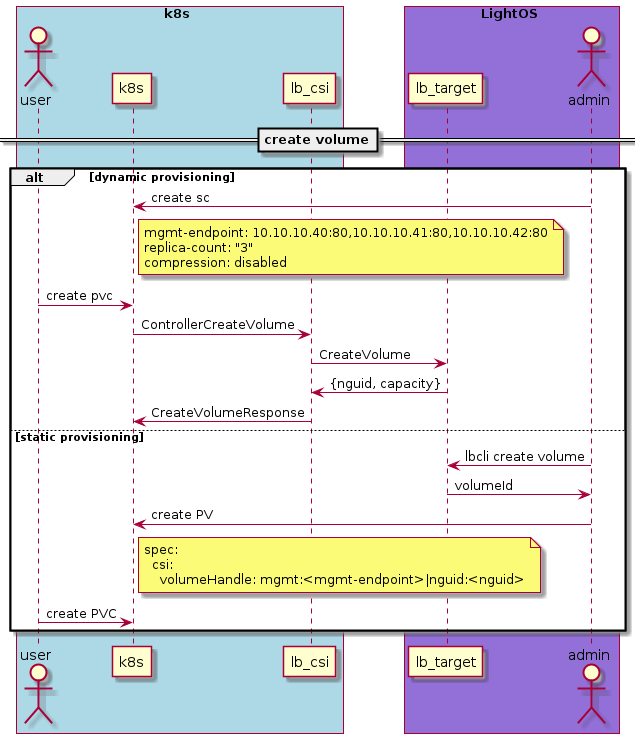 k8s
LightOS
user
k8s
lb_csi
lb_target
admin
create volume
alt
[dynamic provisioning]
create sc
mgmt-endpoint: 10.10.10.40:80,10.10.10.41:80,10.10.10.42:80
replica-count: "3"
compression: disabled
create pvc
ControllerCreateVolume
CreateVolume
{nguid, capacity}
CreateVolumeResponse
[static provisioning]
lbcli create volume
volumeId
create PV
spec:
  csi:
    volumeHandle: mgmt:<mgmt-endpoint>|nguid:<nguid>
create PVC
user
k8s
lb_csi
lb_target
admin